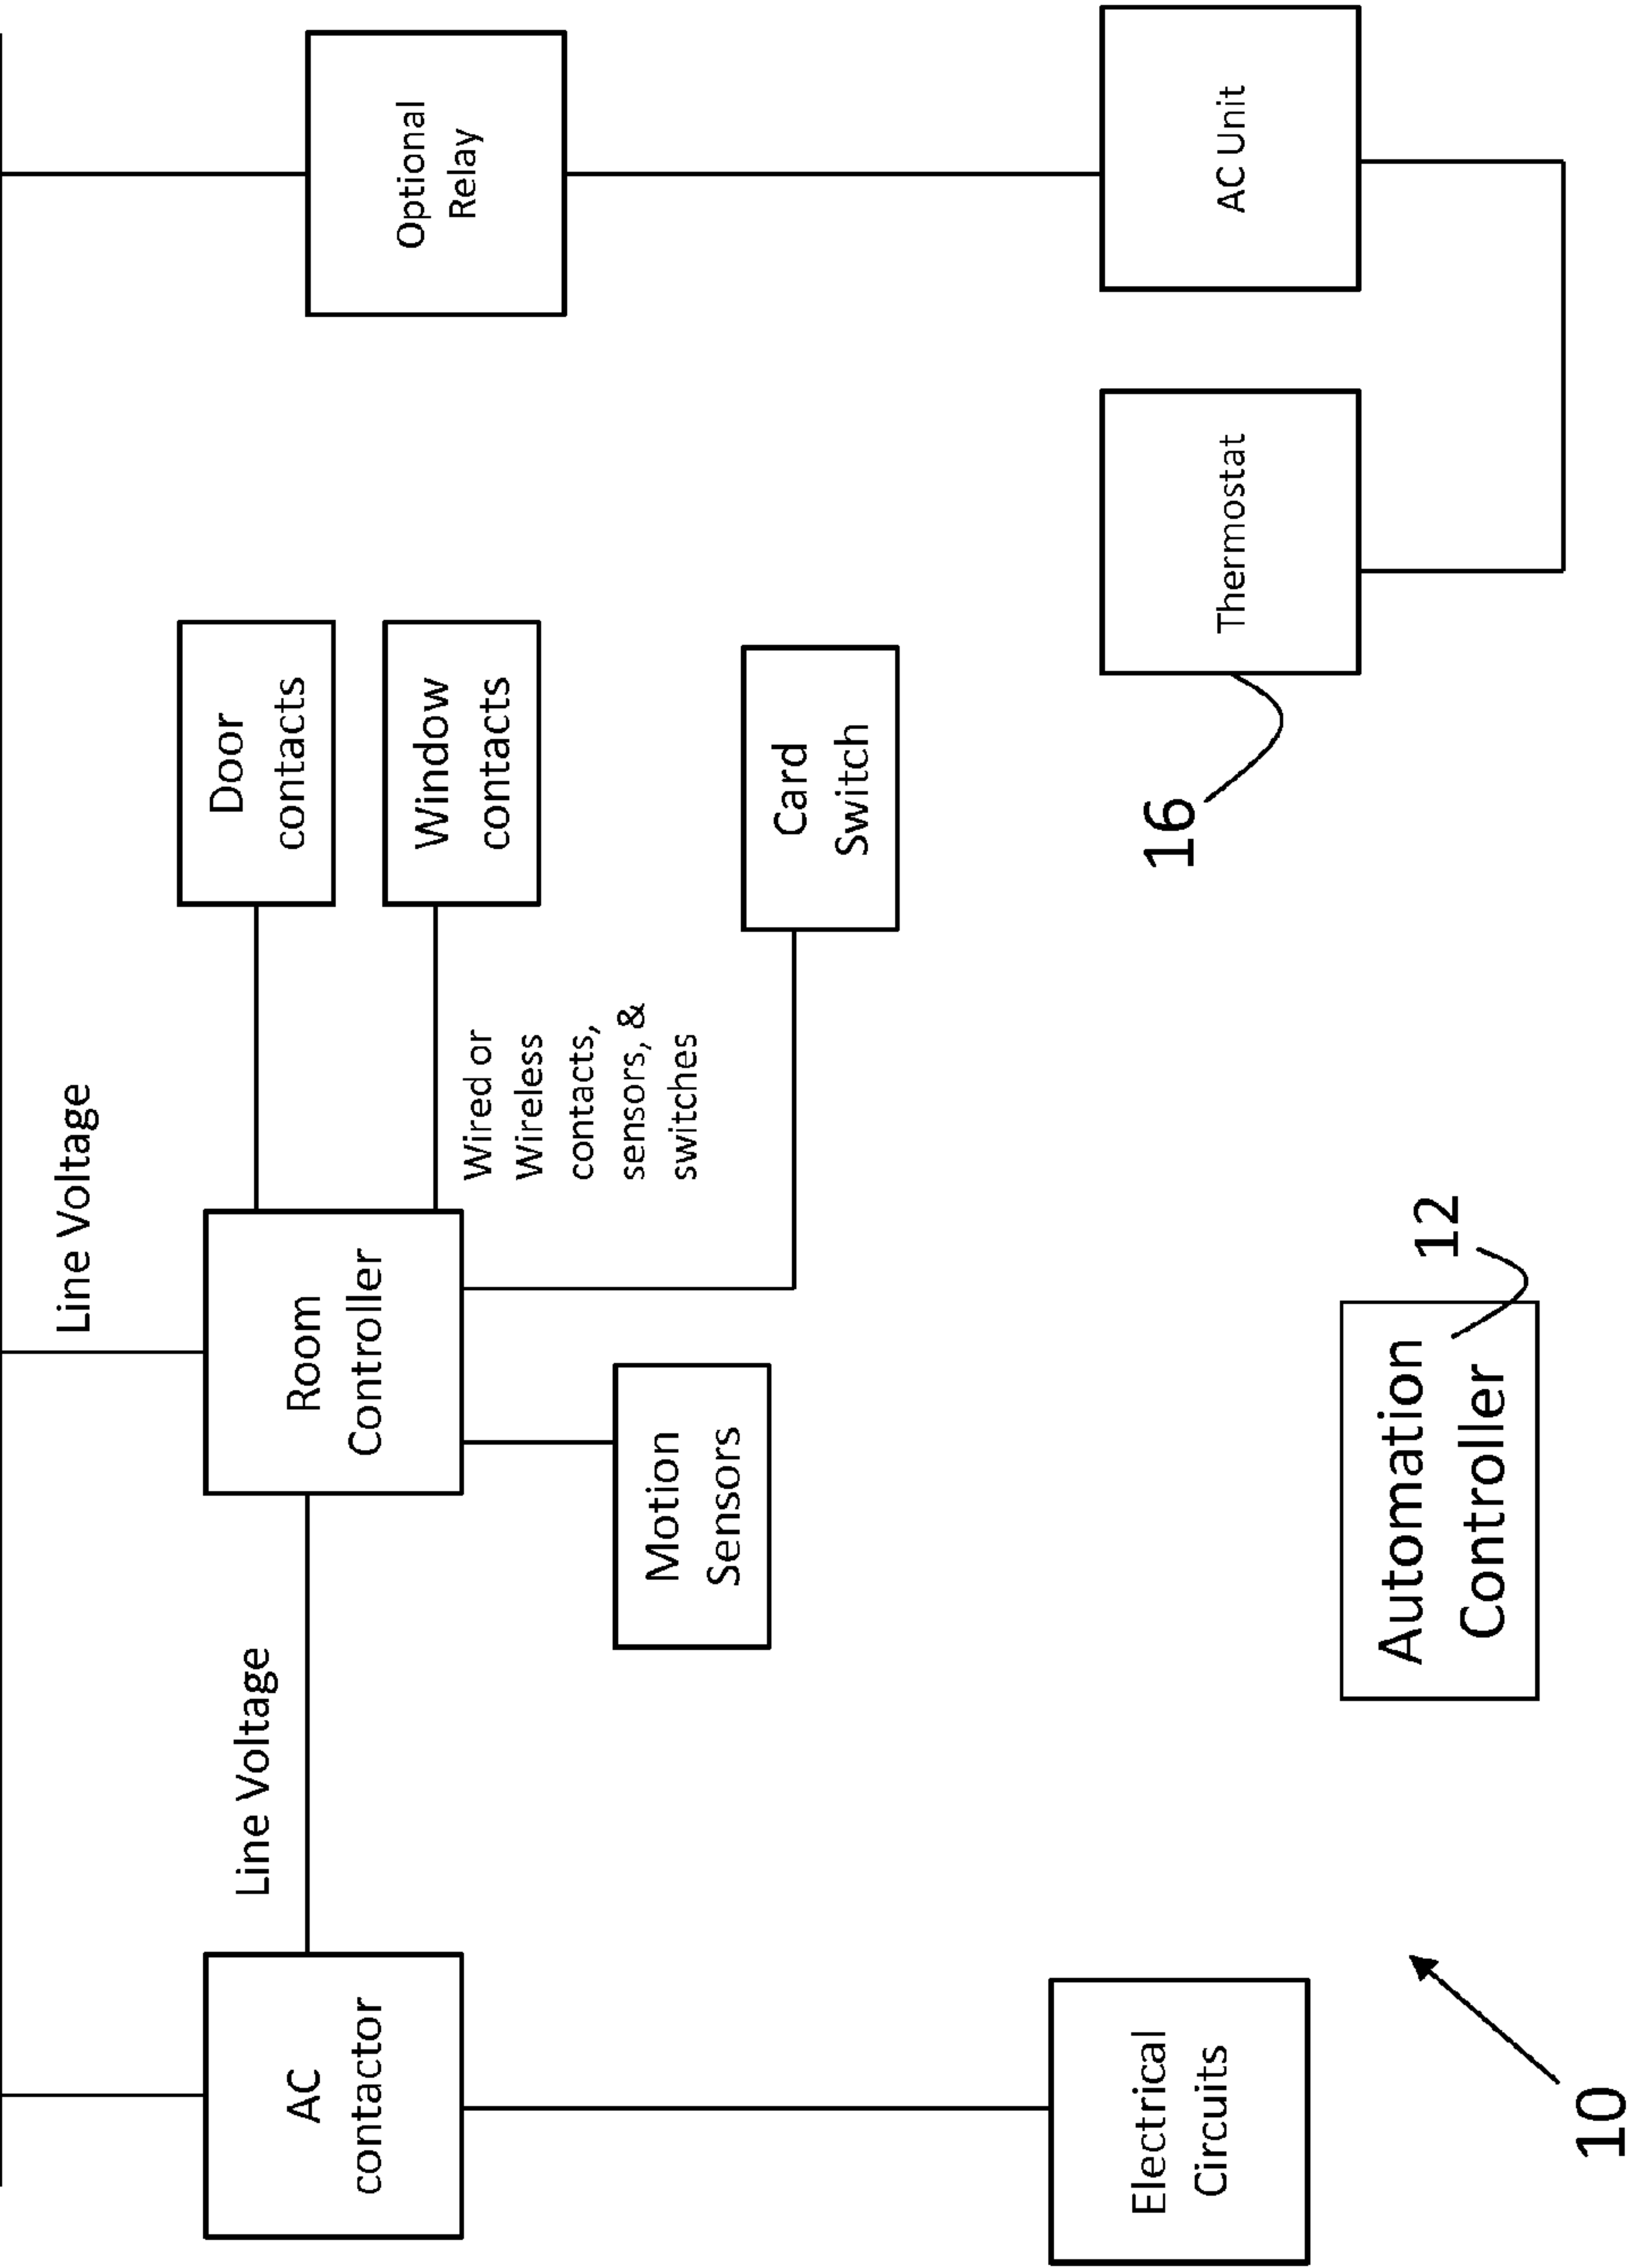 Line Voltage
Line Voltage
AC
contactor
Room
Controller
Door
contacts
Window
contacts
Optional
Relay
Wired or
Wireless
contacts,
sensors, &
switches
Motion
Sensors
Card
Switch
Electrical
Circuits
Automation
Controller
12
16
Thermostat
AC Unit
10